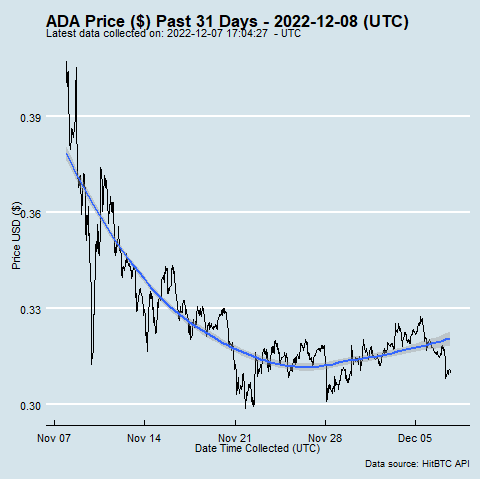 ADA Price ($) Past 31 Days - 2022-12-08 (UTC)
Latest data collected on: 2022-12-07 17:04:27 - UTC
Price USD ($)
0.39
0.36
0.33
0.30
Nov 07 Nov 14 Nov 21 Nov 28 Dec 05
Date Time Collected (UTC)
Data source: HitBTC API